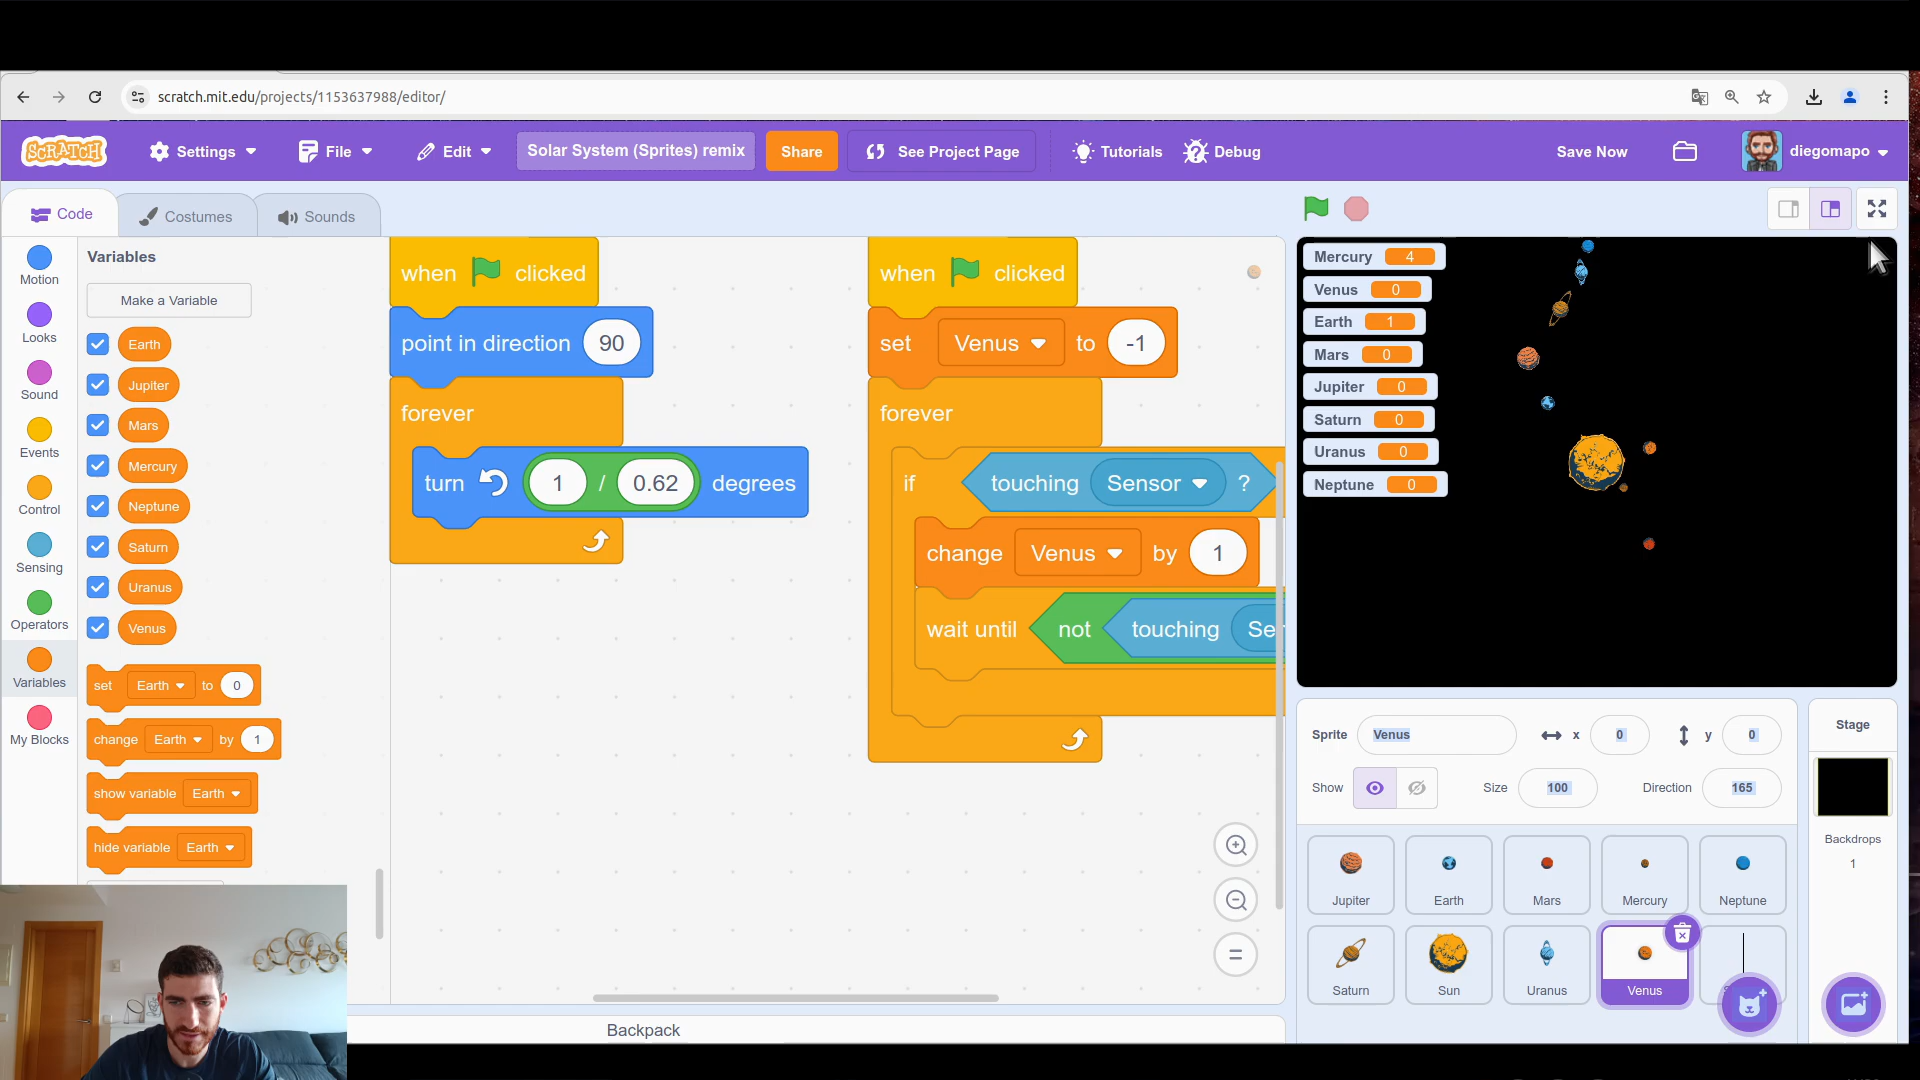 scratch.mit.edu/projects/1153637988/editor/
SCRATCH
Settings
File
Edit
Solar System (Sprites) remix
Share
See Project Page
Tutorials
Debug
Save Now
diegomapo
Code
Costumes
Sounds
Motion
Looks
Sound
Events
Control
Sensing
Operators
Variables
My Blocks
Variables
Make a Variable
Earth
Jupiter
Mars
Mercury
Neptune
Saturn
Uranus
Venus
set Earth to 0
change Earth by 1
show variable Earth
hide variable Earth
when clicked
point in direction 90
forever
turn 1 / 0.62 degrees
when clicked
set Venus to -1
forever
if touching Sensor ?
change Venus by 1
wait until not touching Se
Backpack
Mercury 4
Venus 0
Earth 1
Mars 0
Jupiter 0
Saturn 0
Uranus 0
Neptune 0
Sprite Venus x 0 y 0
Show Size 100 Direction 165
Jupiter
Earth
Mars
Mercury
Neptune
Saturn
Sun
Uranus
Venus
Stage
Backdrops
1